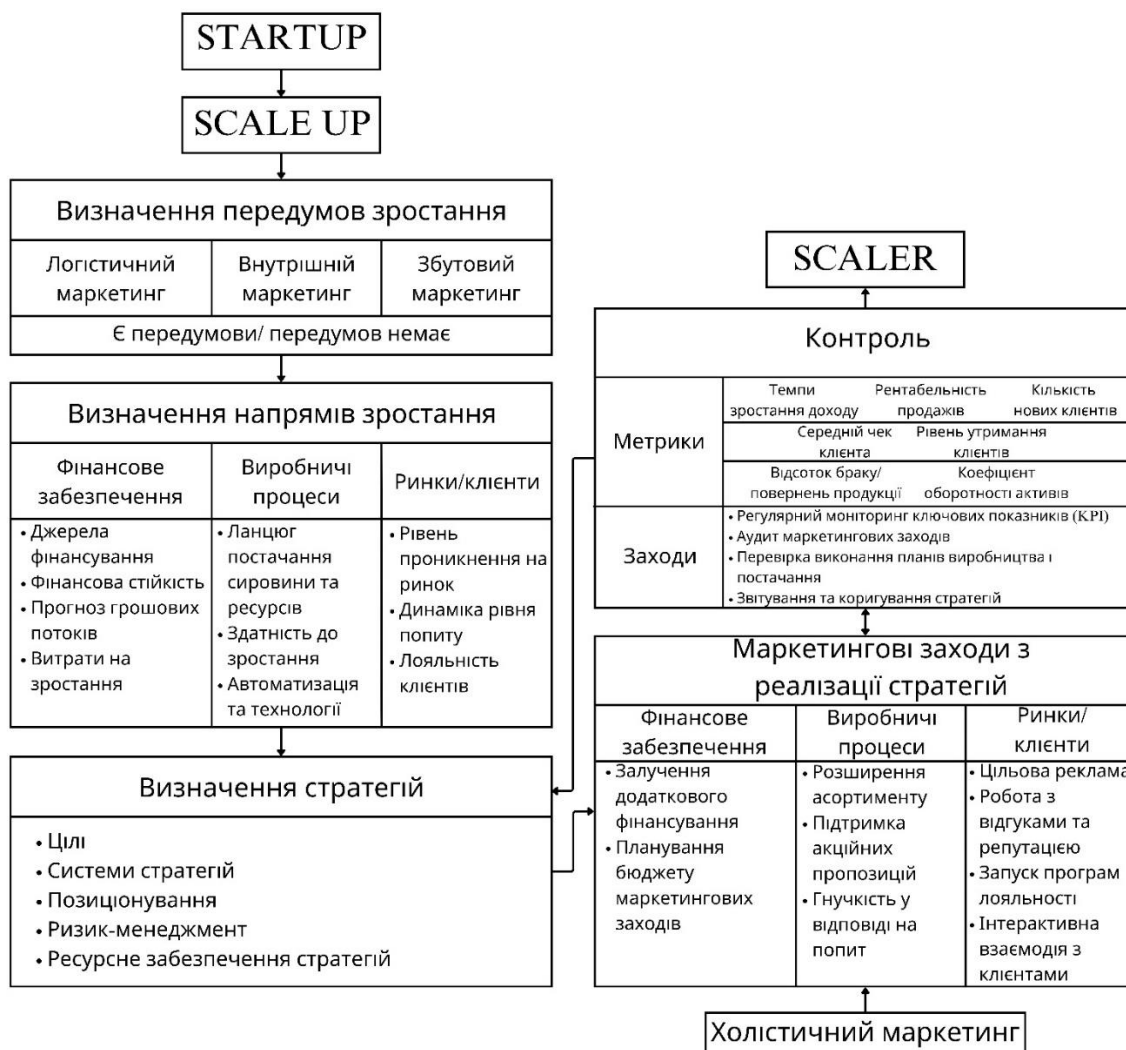 STARTUP
SCALE UP
Визначення передумов зростання
Логістичний
маркетинг
Внутрішній
маркетинг
Збутовий
маркетинг
Є передумови/ передумов немає
Визначення напрямів зростання
Фінансове
забезпечення
Виробничі
процеси
Ринки/клієнти
• Джерела
фінансування
• Фінансова стійкість
• Прогноз грошових
потоків
• Витрати на
зростання
• Ланцюг
постачання
сировини та
ресурсів
• Здатність до
зростання
• Автоматизація
та технології
• Рівень
проникнення на
ринок
• Динаміка рівня
попиту
• Лояльність
клієнтів
Визначення стратегій
• Цілі
• Системи стратегій
• Позиціонування
• Ризик-менеджмент
• Ресурсне забезпечення стратегій
SCALER
Контроль
Метрики
Темпи
зростання доходу
Рентабельність
продажів
Кількість
нових клієнтів
Середній чек
клієнта
Рівень утримання
клієнтів
Відсоток браку/
повернень продукції
Коефіцієнт
оборотності активів
Заходи
• Регулярний моніторинг ключових показників (KPI)
• Аудит маркетингових заходів
• Перевірка виконання планів виробництва і
постачання
• Звітування та коригування стратегій
Маркетингові заходи з
реалізації стратегій
Фінансове
забезпечення
Виробничі
процеси
Ринки/
клієнти
• Залучення
додаткового
фінансування
• Планування
бюджету
маркетингових
заходів
• Розширення
асортименту
• Підтримка
акційних
пропозицій
• Гнучкість у
відповіді на
попит
• Цільова реклама
• Робота з
відгуками та
репутацією
• Запуск програм
лояльності
• Інтерактивна
взаємодія з
клієнтами
Холістичний маркетинг